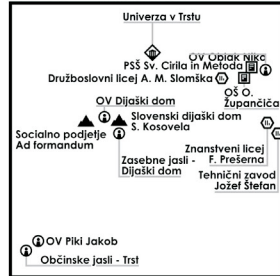 Univerza v Trstu
OV Oblak Niko
PSŠ Sv. Cirila in Metoda
Družboslovni licej A. M. Slomška
OŠ O.
Župančiča
OV Dijaški dom
Slovenski dijaški dom
S. Kosovela
Socialno podjetje
Ad formandum
Zasebne jasli -
Dijaški dom
Znanstveni licej
F. Prešerna
Tehnični zavod
Jožef Štefan
OV Piki Jakob
Občinske jasli - Trst